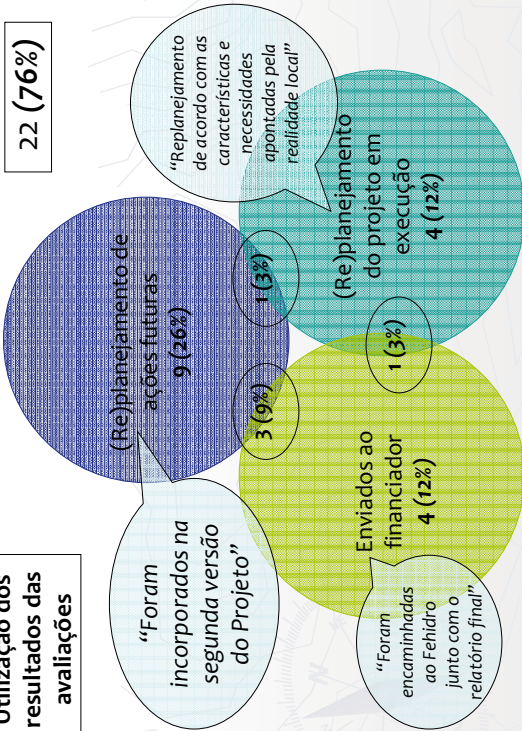 Utilização dos
resultados das
avaliações
22 (76%)
“Foram
incorporados na
segunda versão
do Projeto”
(Re)planejamento de
ações futuras
9 (26%)
“Replanejamento
de acordo com as
características e
necessidades
apontadas pela
realidade local”
3 (9%)
1 (3%)
Enviados ao
financiador
4 (12%)
1 (3%)
(Re)planejamento
do projeto em
execução
4 (12%)
“Foram
encaminhadas
ao Fehidro
junto com o
relatório final”